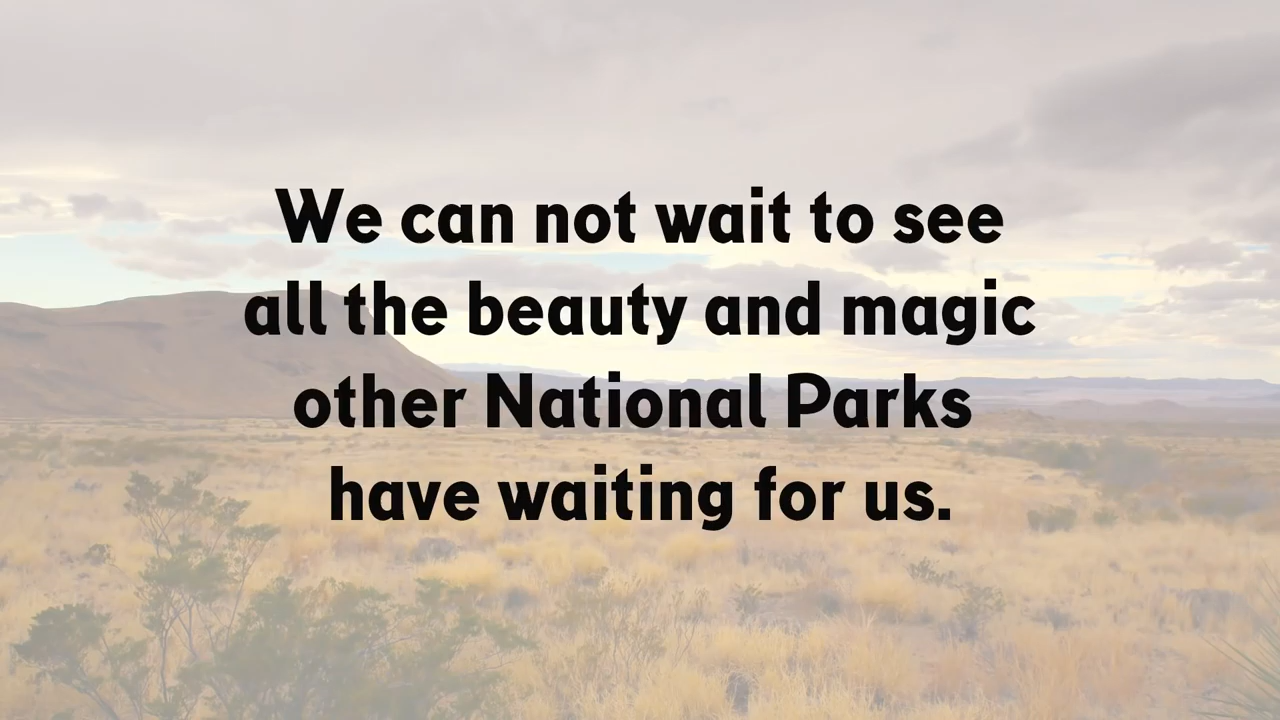 We can not wait to see
all the beauty and magic
other National Parks
have waiting for us.